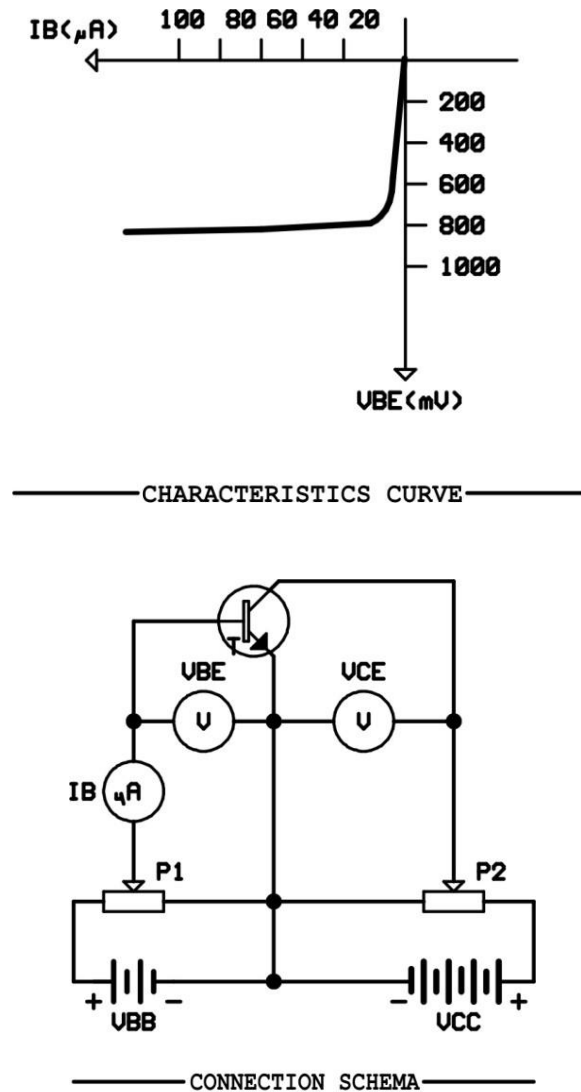 IB(μA) 100 80 60 40 20
200
400
600
800
1000
VBE(mV)
CHARACTERISTICS CURVE
T
VBE VCE
V V
IB μA
P1 P2
+ - - +
VBB VCC
CONNECTION SCHEMA